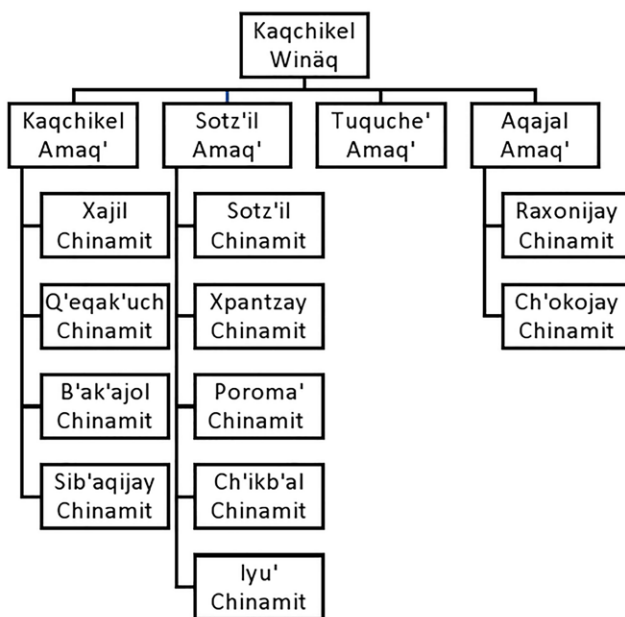 Kaqchikel
Winäq
Kaqchikel
Amaq'
Sotz'il
Amaq'
Tuquche'
Amaq'
Aqajal
Amaq'
Xajil
Chinamit
Q'eqak'uch
Chinamit
B'ak'ajol
Chinamit
Sib'aqijay
Chinamit
Sotz'il
Chinamit
Xpantzay
Chinamit
Poroma'
Chinamit
Ch'ikb'al
Chinamit
Iyu'
Chinamit
Raxonijay
Chinamit
Ch'okojay
Chinamit